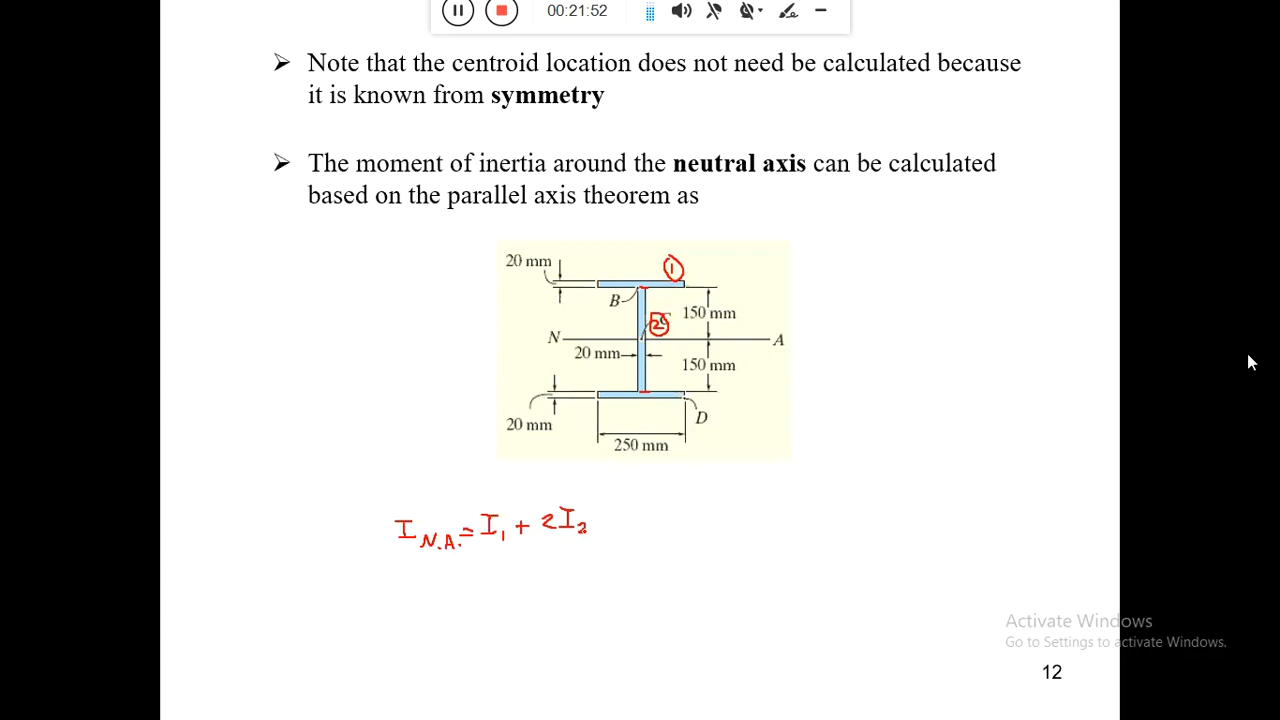 00:21:52
➢ Note that the centroid location does not need be calculated because
it is known from symmetry
➢ The moment of inertia around the neutral axis can be calculated
based on the parallel axis theorem as
20 mm
1
B
150 mm
2
N
A
20 mm
150 mm
20 mm
D
250 mm
I N.A. = I1 + 2I2
Activate Windows
Go to Settings to activate Windows.
12